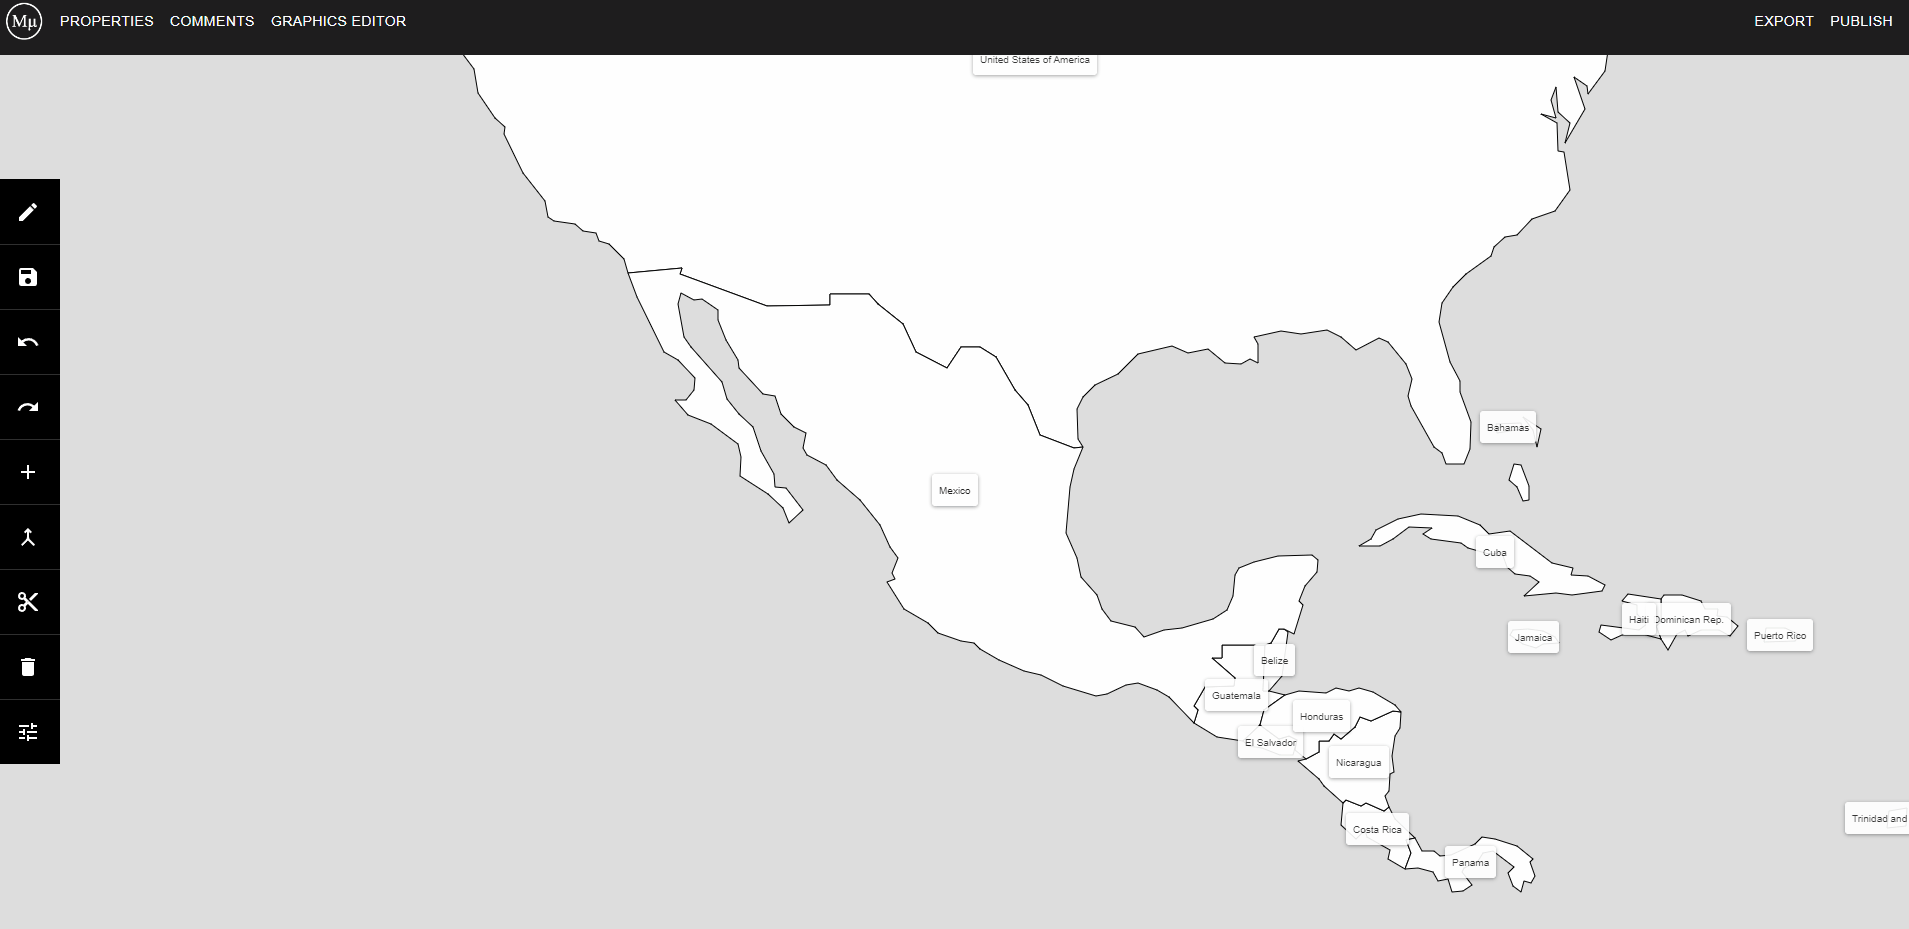 Mμ PROPERTIES COMMENTS GRAPHICS EDITOR EXPORT PUBLISH
United States of America
Bahamas
Mexico
Cuba
Haiti
Dominican Rep.
Jamaica
Puerto Rico
Belize
Guatemala
Honduras
El Salvador
Nicaragua
Trinidad and
Costa Rica
Panama